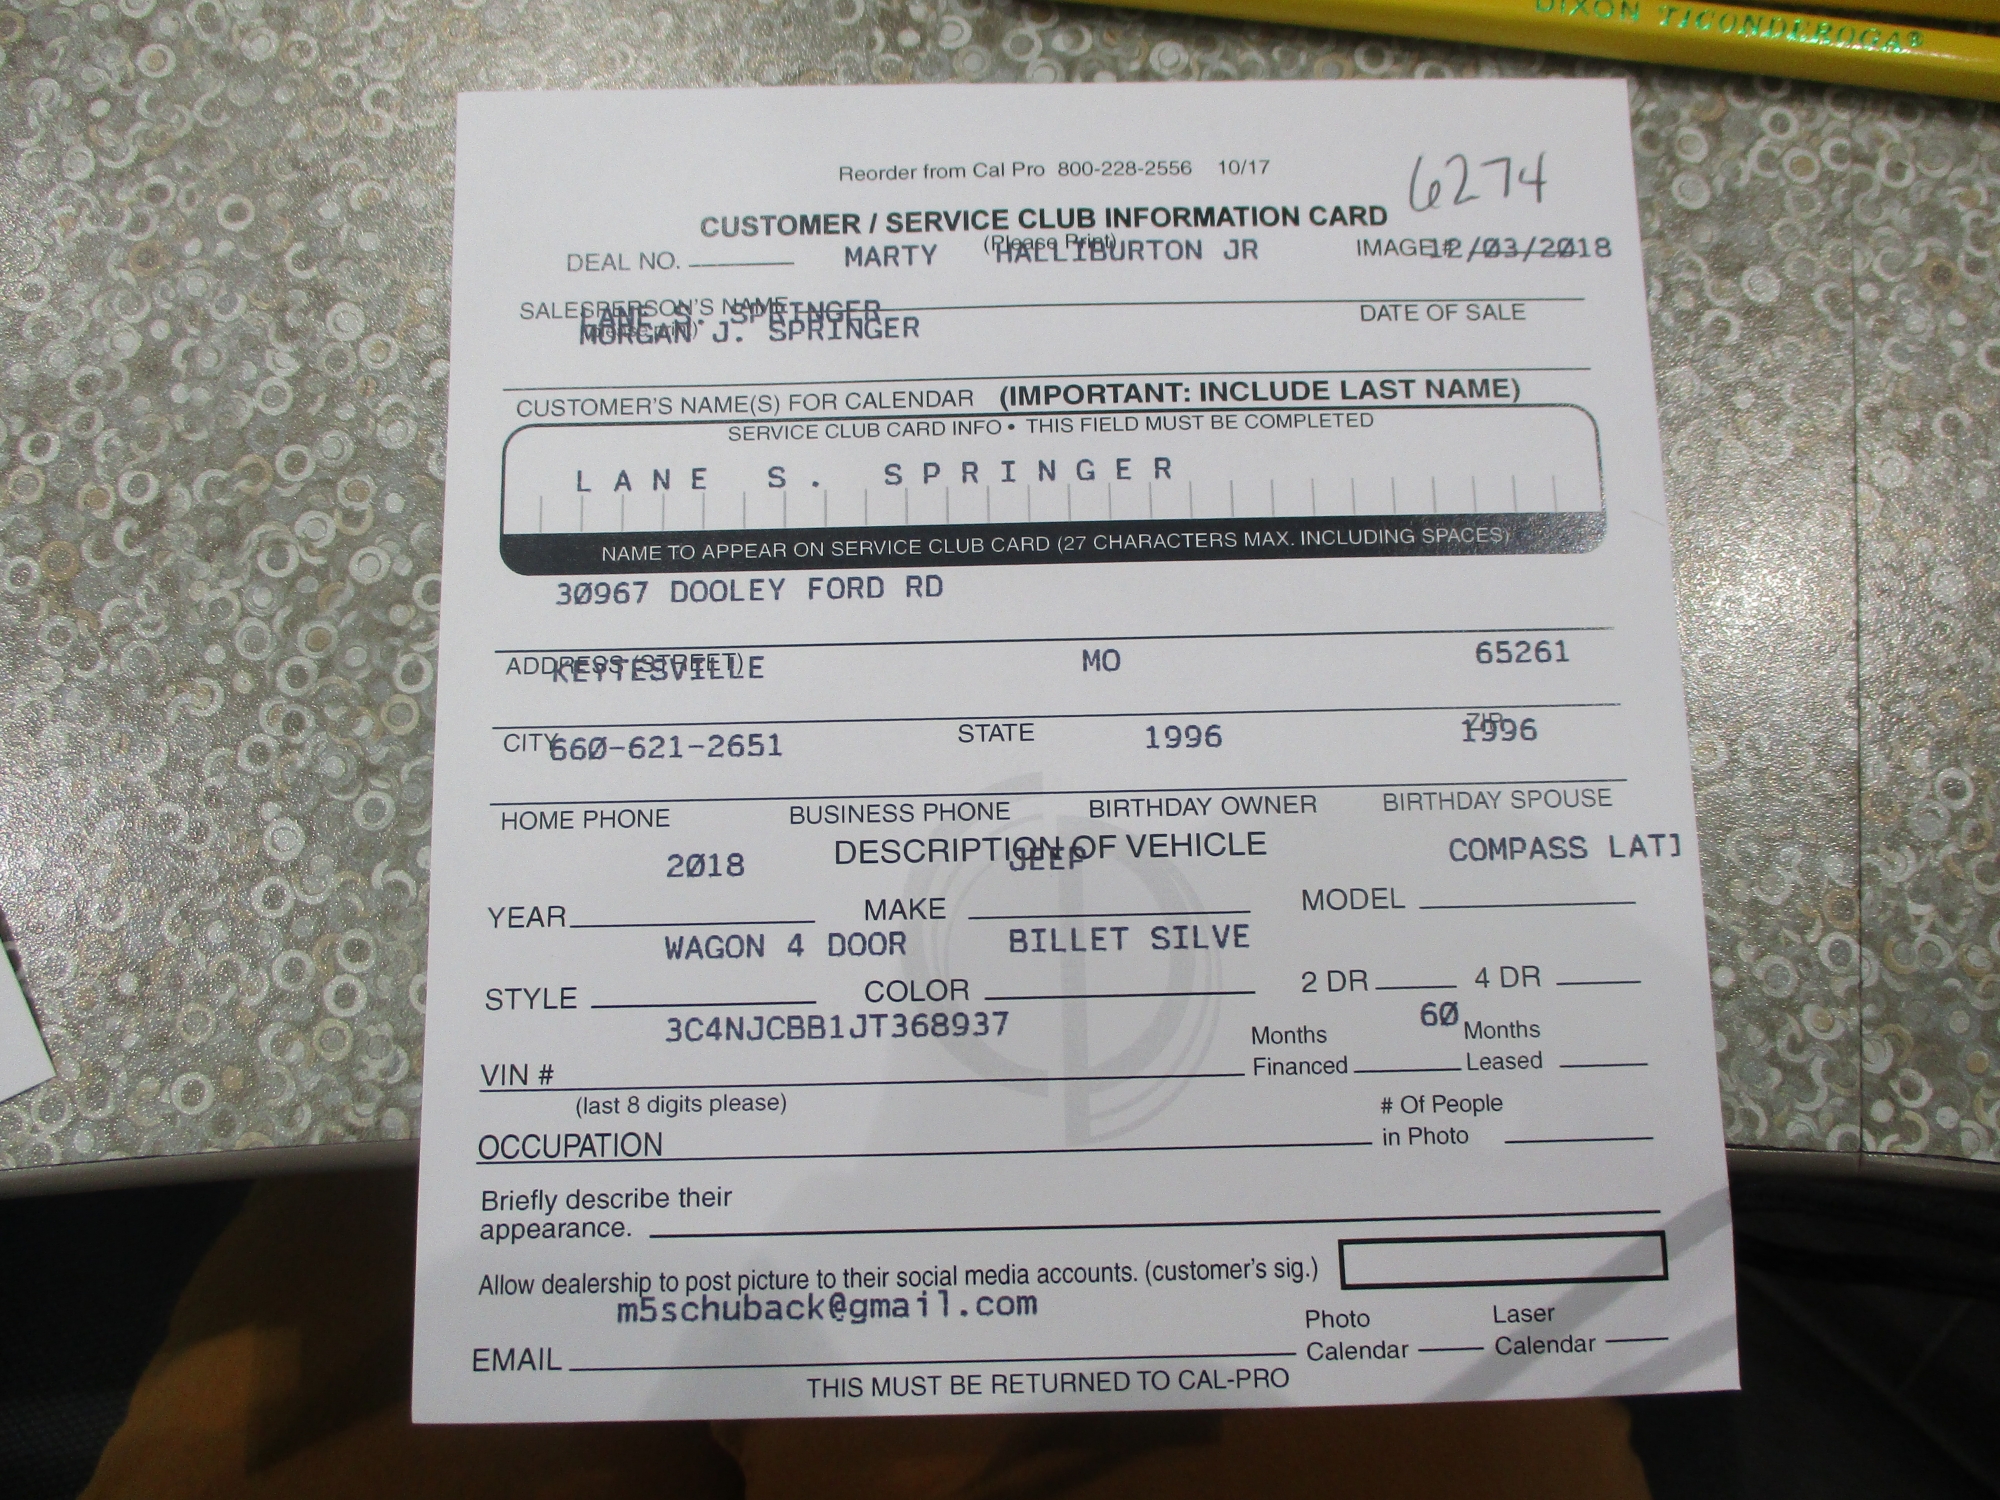 DIXON TICONDEROGA®
Reorder from Cal Pro 800-228-2556 10/17
6274
CUSTOMER / SERVICE CLUB INFORMATION CARD
(Please Print)
DEAL NO. MARTY HALLIBURTON JR IMAGE # 12/03/2018
SALESPERSON'S NAME DATE OF SALE
(please print)
LANE S. SPRINGER
MORGAN J. SPRINGER
CUSTOMER'S NAME(S) FOR CALENDAR (IMPORTANT: INCLUDE LAST NAME)
SERVICE CLUB CARD INFO • THIS FIELD MUST BE COMPLETED
LANE S. SPRINGER
NAME TO APPEAR ON SERVICE CLUB CARD (27 CHARACTERS MAX. INCLUDING SPACES)
30967 DOOLEY FORD RD
ADDRESS (STREET)
KEYTESVILLE MO 65261
CITY STATE ZIP
660-621-2651 1996 1996
HOME PHONE BUSINESS PHONE BIRTHDAY OWNER BIRTHDAY SPOUSE
DESCRIPTION OF VEHICLE
2018 JEEP COMPASS LATI
YEAR MAKE MODEL
WAGON 4 DOOR BILLET SILVE
STYLE COLOR 2 DR 4 DR
3C4NJCBB1JT368937 60
VIN # Months Financed Months Leased
(last 8 digits please) # Of People
OCCUPATION in Photo
Briefly describe their
appearance.
Allow dealership to post picture to their social media accounts. (customer's sig.)
m5schuback@gmail.com
EMAIL Photo Calendar Laser Calendar
THIS MUST BE RETURNED TO CAL-PRO